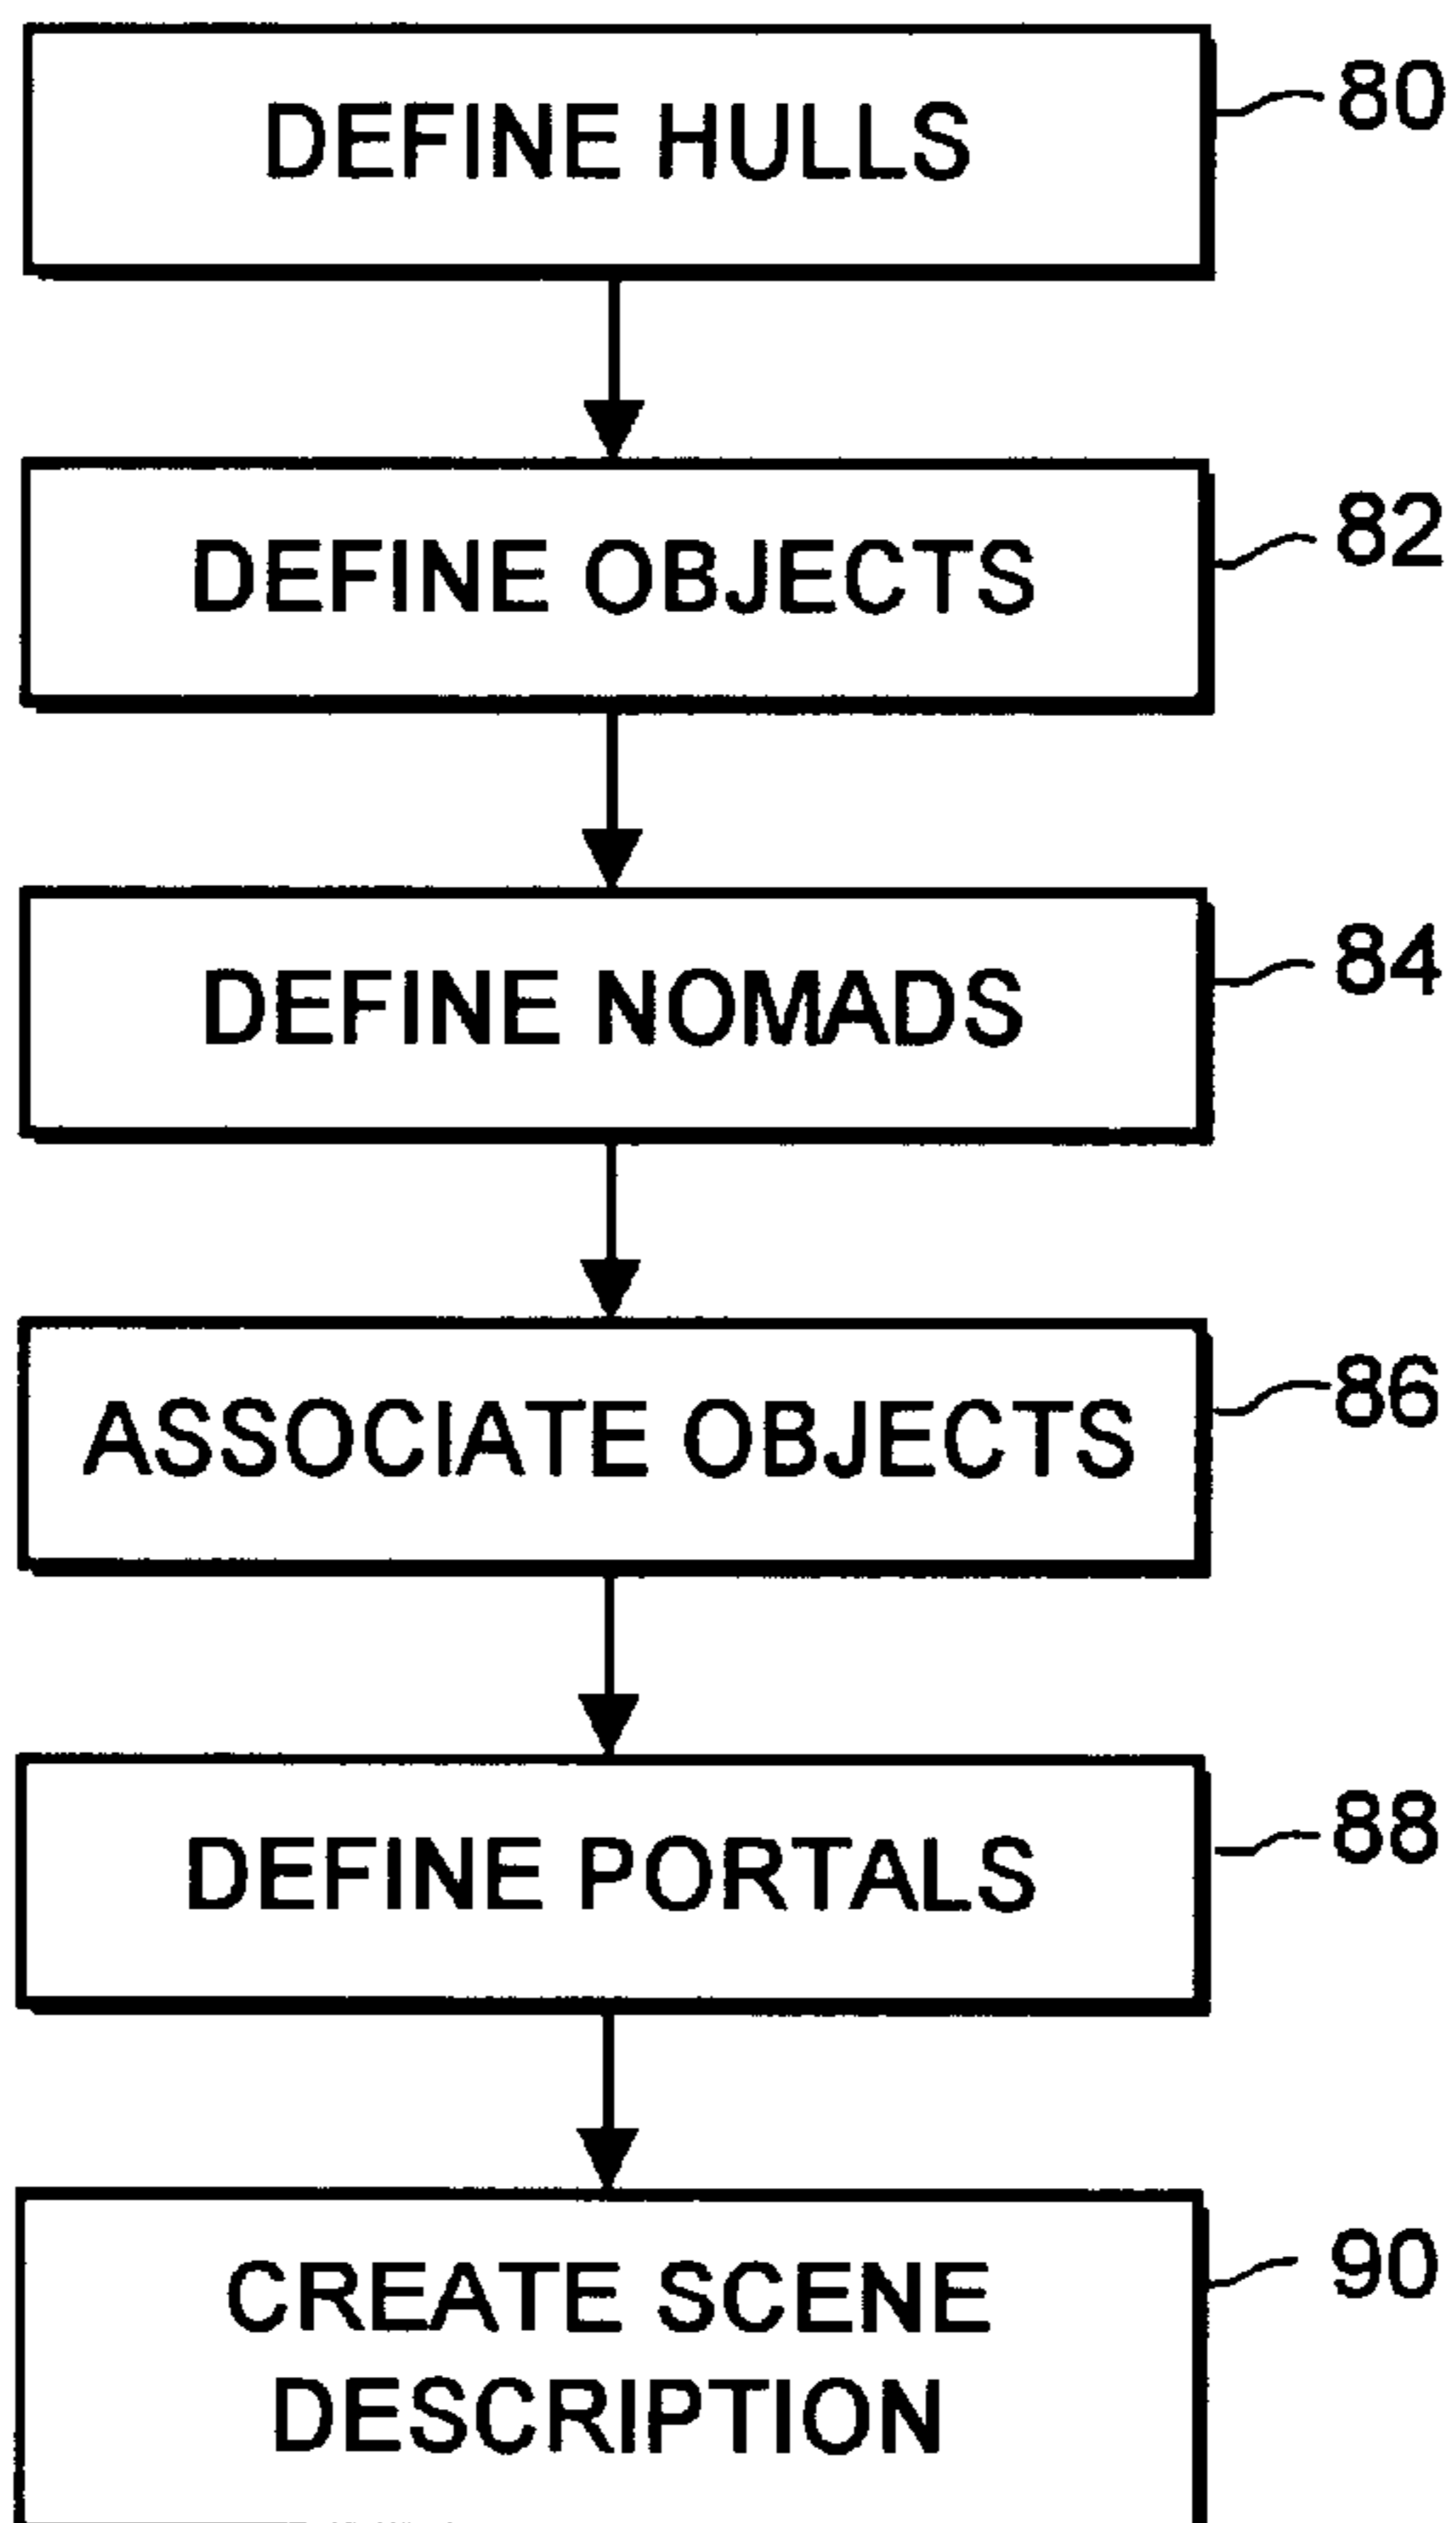 DEFINE HULLS
80
DEFINE OBJECTS
82
DEFINE NOMADS
84
ASSOCIATE OBJECTS
86
DEFINE PORTALS
88
CREATE SCENE
DESCRIPTION
90